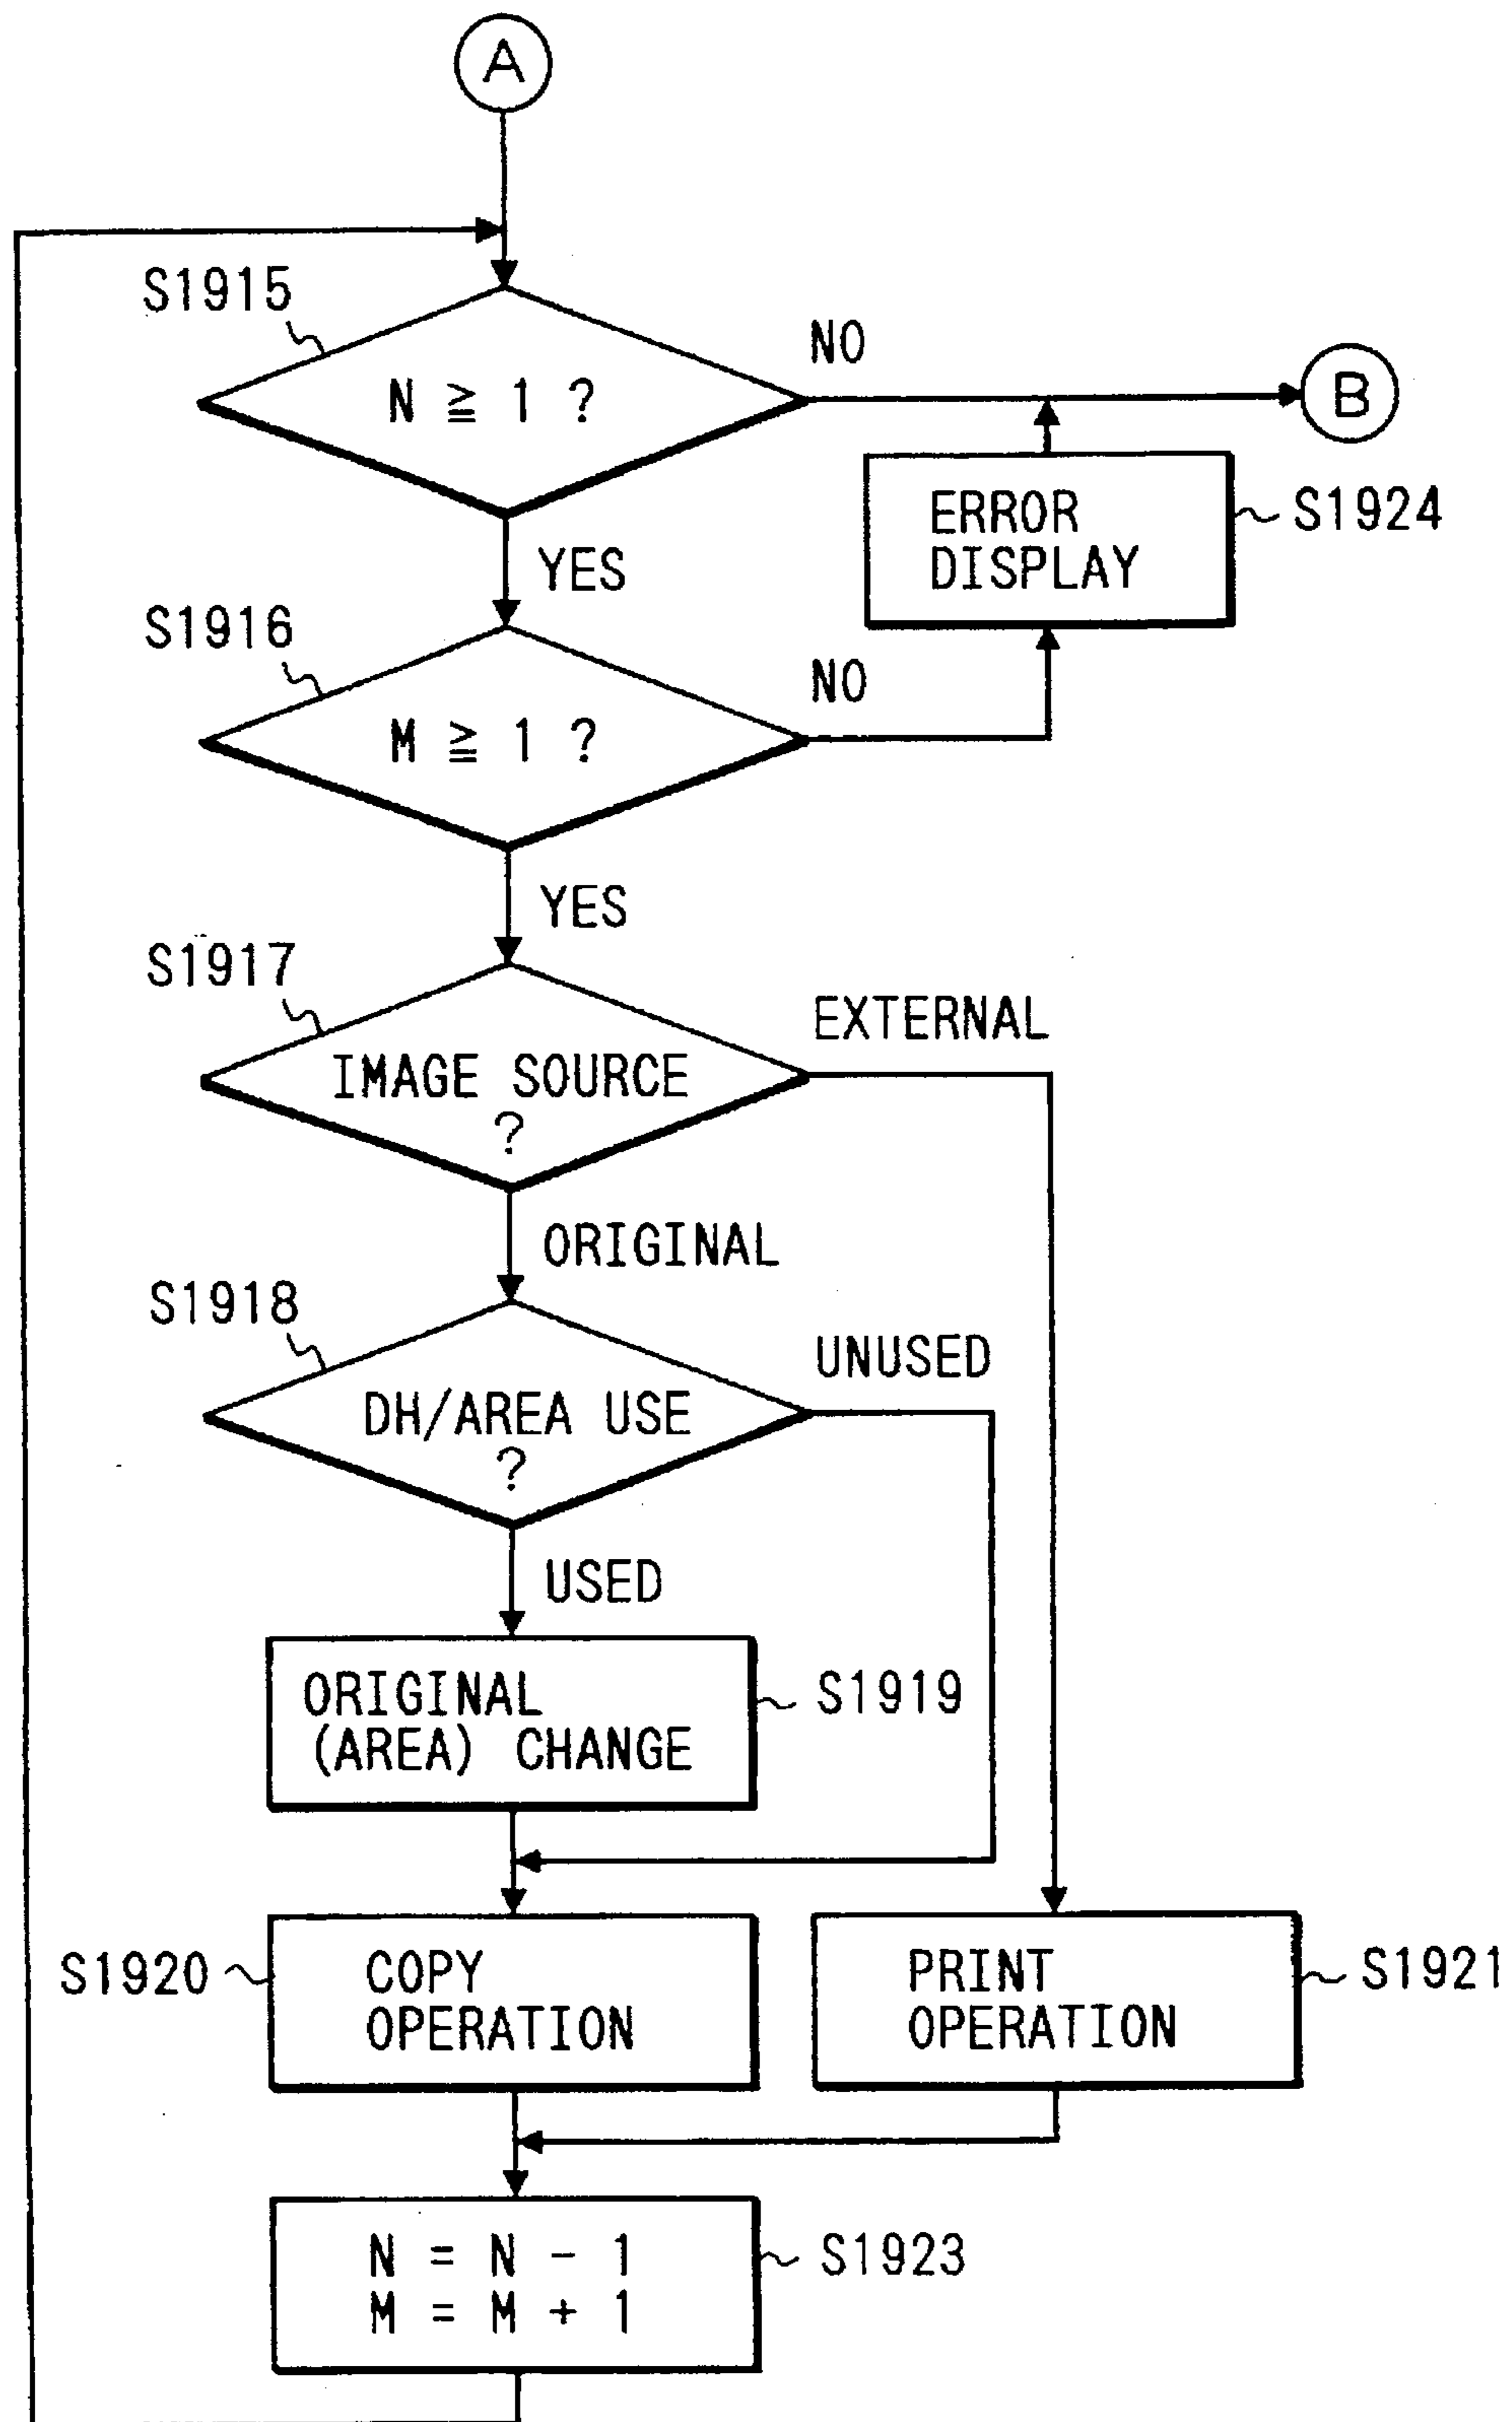 A
S1915
NO
N ≧ 1 ?
B
ERROR
DISPLAY
S1924
YES
S1916
NO
M ≧ 1 ?
YES
S1917
EXTERNAL
IMAGE SOURCE
?
ORIGINAL
S1918
UNUSED
DH/AREA USE
?
USED
ORIGINAL
(AREA) CHANGE
S1919
S1920
COPY
OPERATION
PRINT
OPERATION
S1921
N = N - 1
M = M + 1
S1923